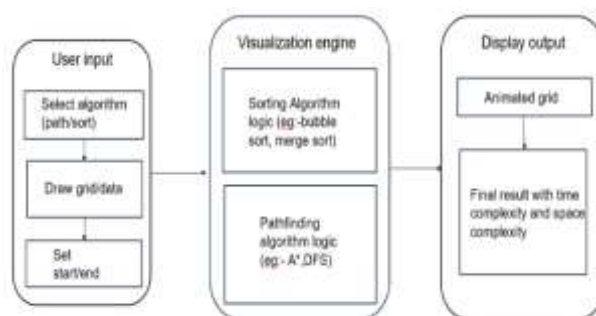 User input
Select algorithm
(path/sort)
Draw grid/data
Set
start/end
Visualization engine
Sorting Algorithm
logic (eg:-bubble
sort, merge sort)
Pathfinding
algorithm logic
(eg:- A*,DFS)
Display output
Animated grid
Final result with time
complexity and space
complexity